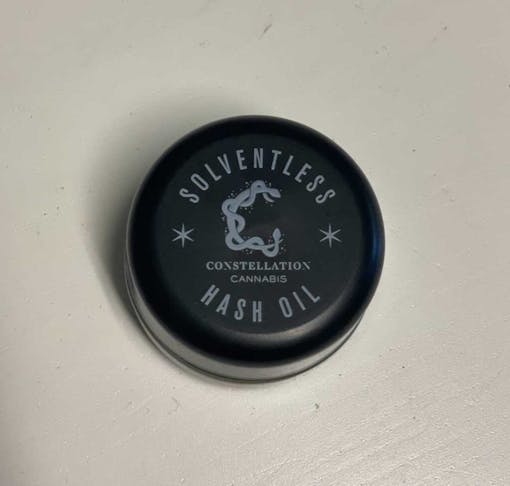 SOLVENTLESS
CONSTELLATION
CANNABIS
HASH OIL